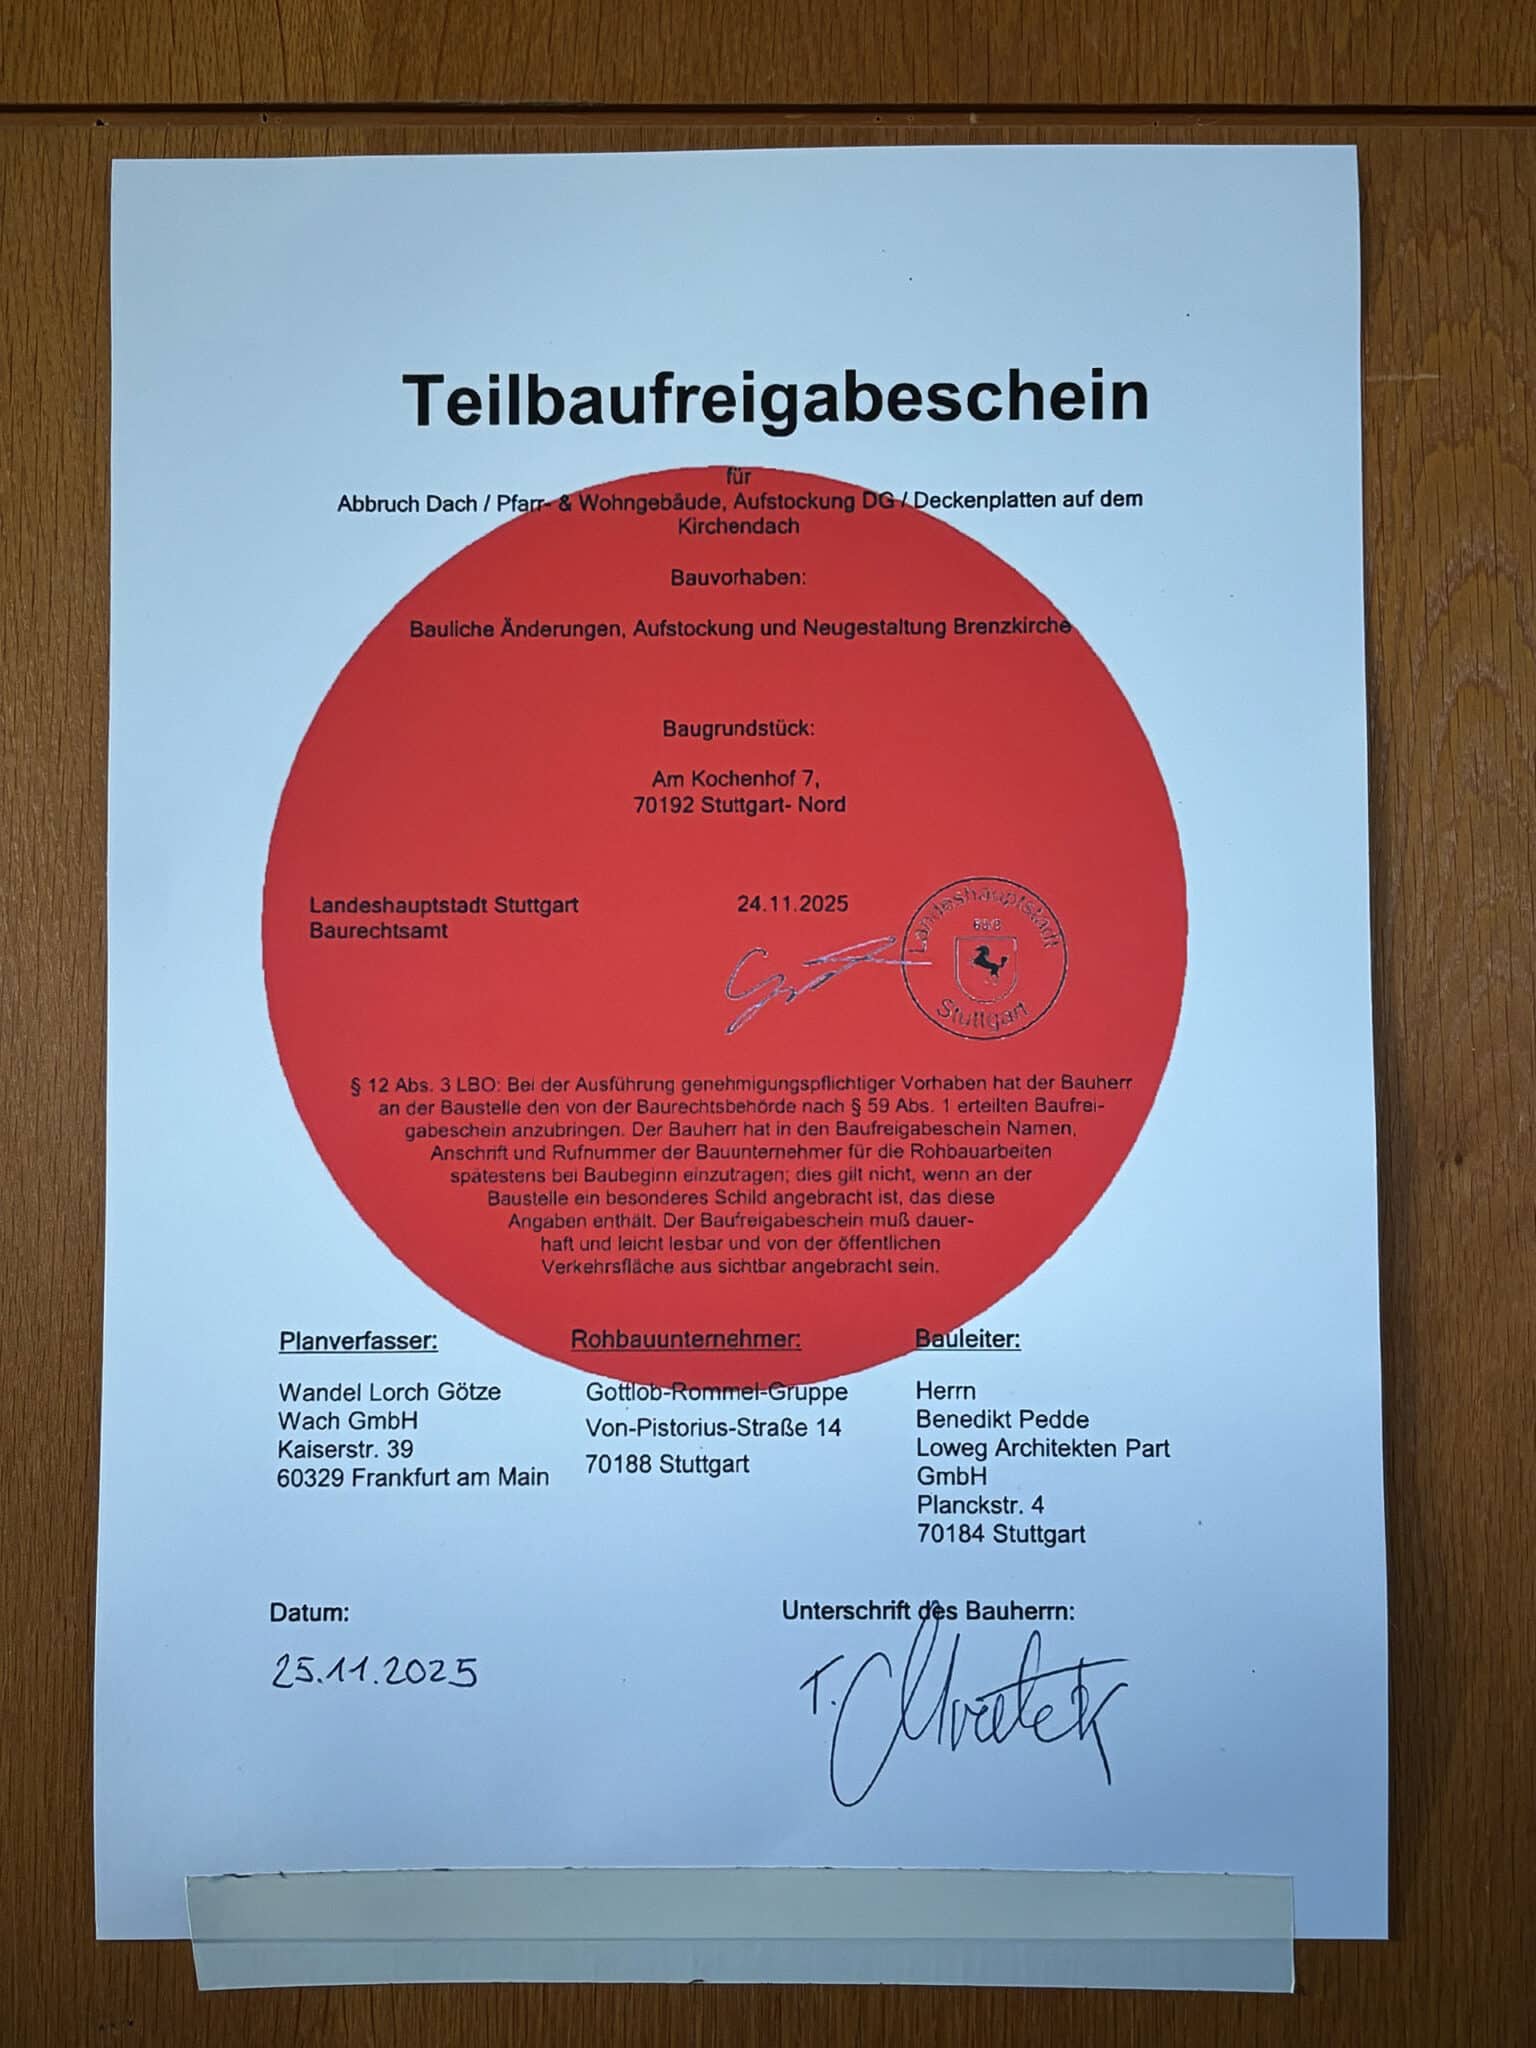 Teilbaufreigabeschein
für
Abbruch Dach / Pfarr- & Wohngebäude, Aufstockung DG / Deckenplatten auf dem
Kirchendach
Bauvorhaben:
Bauliche Änderungen, Aufstockung und Neugestaltung Brenzkirche
Baugrundstück:
Am Kochenhof 7,
70192 Stuttgart- Nord
Landeshauptstadt Stuttgart
Baurechtsamt
24.11.2025
Landeshauptstadt
Stuttgart
§ 12 Abs. 3 LBO: Bei der Ausführung genehmigungspflichtiger Vorhaben hat der Bauherr
an der Baustelle den von der Baurechtsbehörde nach § 59 Abs. 1 erteilten Baufrei-
gabeschein anzubringen. Der Bauherr hat in den Baufreigabeschein Namen,
Anschrift und Rufnummer der Bauunternehmer für die Rohbauarbeiten
spätestens bei Baubeginn einzutragen; dies gilt nicht, wenn an der
Baustelle ein besonderes Schild angebracht ist, das diese
Angaben enthält. Der Baufreigabeschein muß dauer-
haft und leicht lesbar und von der öffentlichen
Verkehrsfläche aus sichtbar angebracht sein.
Planverfasser:
Wandel Lorch Götze
Wach GmbH
Kaiserstr. 39
60329 Frankfurt am Main
Rohbauunternehmer:
Gottlob-Rommel-Gruppe
Von-Pistorius-Straße 14
70188 Stuttgart
Bauleiter:
Herrn
Benedikt Pedde
Loweg Architekten Part
GmbH
Planckstr. 4
70184 Stuttgart
Datum:
25.11.2025
Unterschrift des Bauherrn: